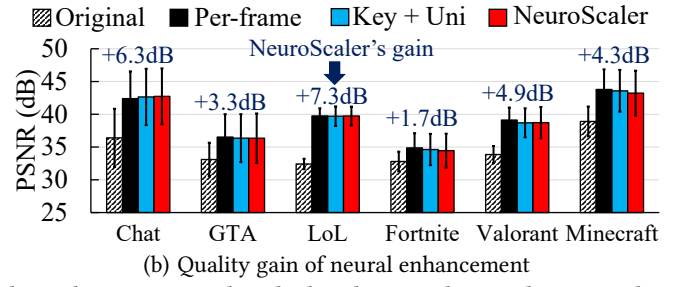 Original Per-frame Key + Uni NeuroScaler
PSNR (dB)
50
45
40
35
30
25
+6.3dB
+3.3dB
NeuroScaler's gain
+7.3dB
+1.7dB
+4.9dB
+4.3dB
Chat GTA LoL Fortnite Valorant Minecraft
(b) Quality gain of neural enhancement